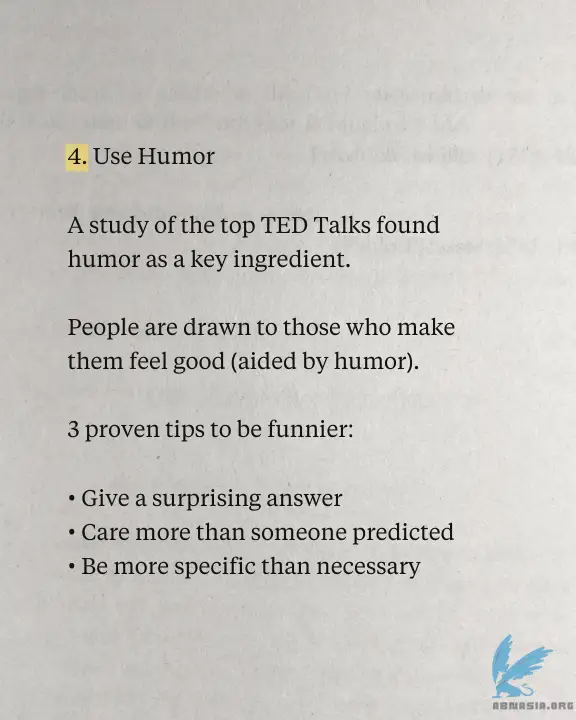 4. Use Humor
A study of the top TED Talks found
humor as a key ingredient.
People are drawn to those who make
them feel good (aided by humor).
3 proven tips to be funnier:
• Give a surprising answer
• Care more than someone predicted
• Be more specific than necessary
ABNASIA.ORG